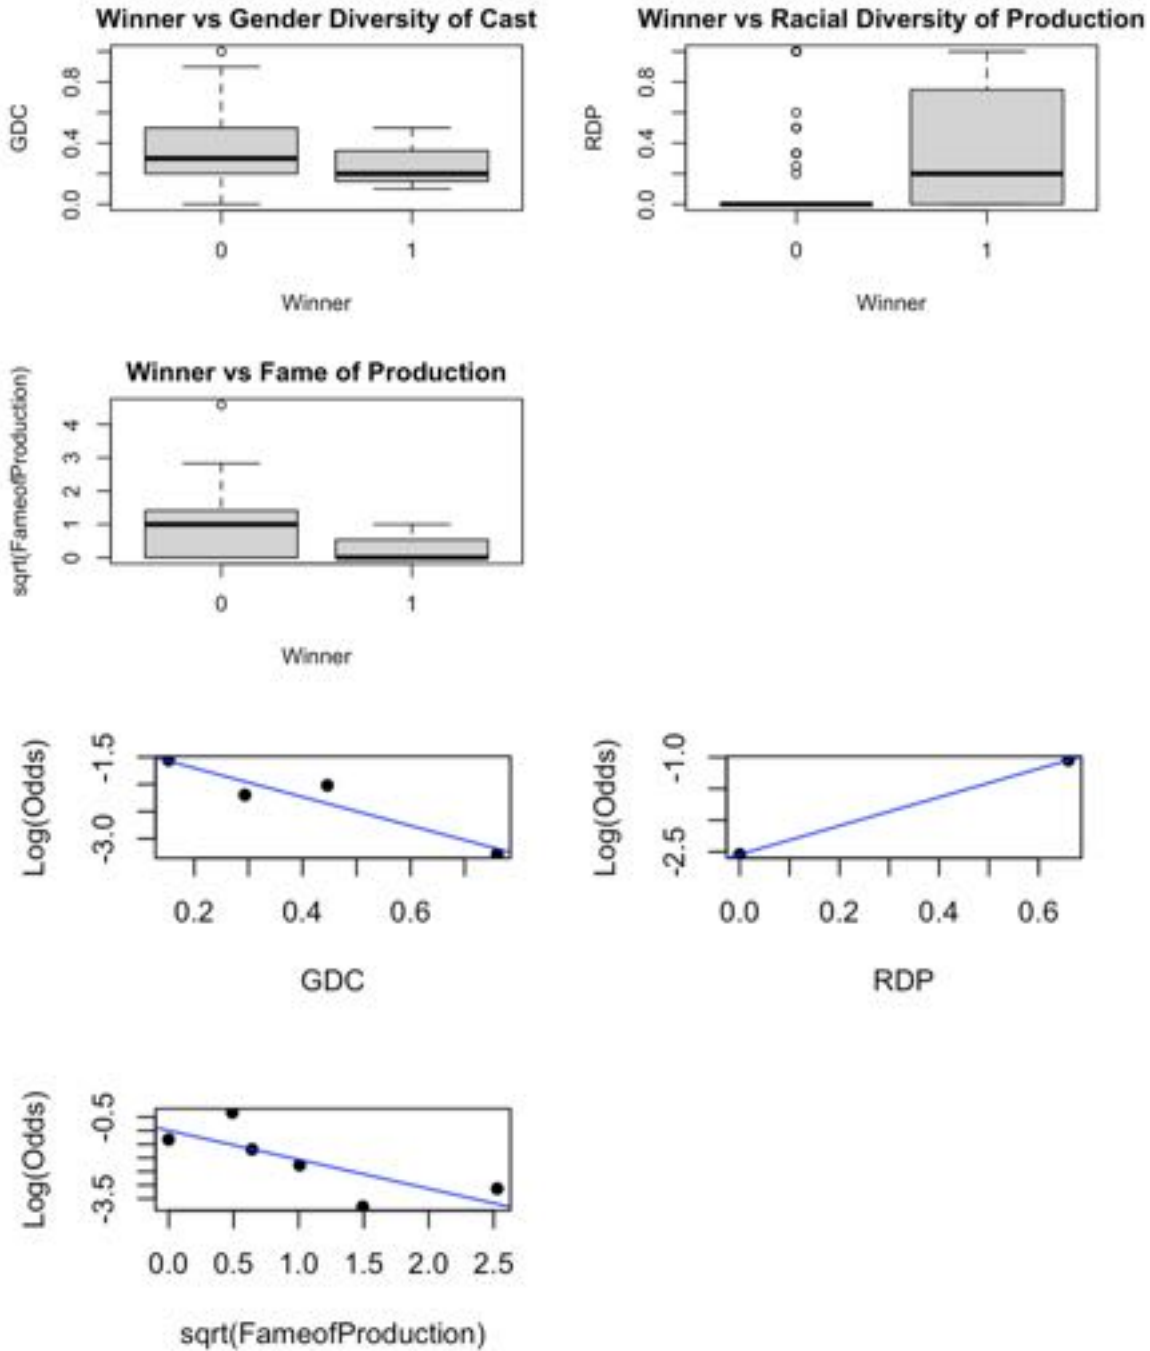 Winner vs Gender Diversity of Cast
GDC
0.0 0.4 0.8
0 1
Winner
Winner vs Racial Diversity of Production
RDP
0.0 0.4 0.8
0 1
Winner
Winner vs Fame of Production
sqrt(FameofProduction)
0 1 2 3 4
0 1
Winner
Log(Odds)
-3.0 -1.5
0.2 0.4 0.6
GDC
Log(Odds)
-2.5 -1.0
0.0 0.2 0.4 0.6
RDP
Log(Odds)
-3.5 -0.5
0.0 0.5 1.0 1.5 2.0 2.5
sqrt(FameofProduction)